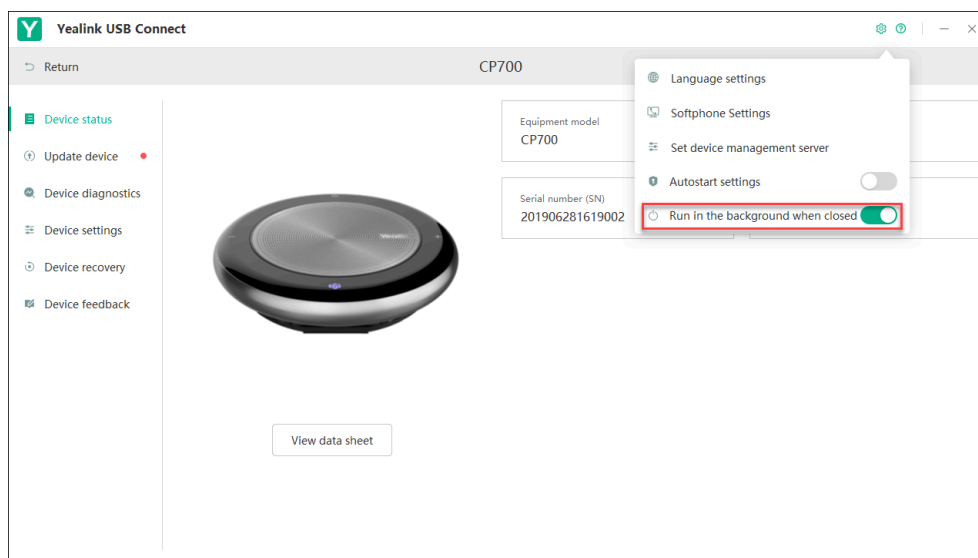 Yealink USB Connect
Return
CP700
Language settings
Softphone Settings
Set device management server
Autostart settings
Run in the background when closed
Device status
Update device
Device diagnostics
Device settings
Device recovery
Device feedback
Equipment model
CP700
Serial number (SN)
201906281619002
Yealink
View data sheet